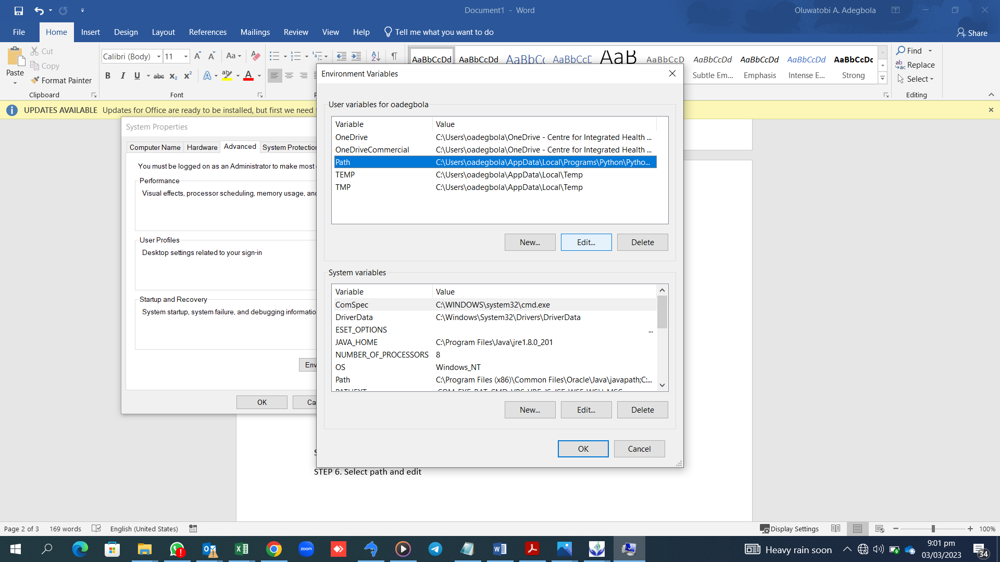 Document1 - Word
Oluwatobi A. Adegbola
File Home Insert Design Layout References Mailings Review View Help Tell me what you want to do
Share
Paste
Cut
Copy
Format Painter
Clipboard
Calibri (Body) 11
Font
AaBbCcDd AaBbCcDd AaBbCc AaBbCcD AaB AaBbCcD AaBbCcDd AaBbCcDd AaBbCcDd AaBbCcDc
Subtle Em... Emphasis Intense E... Strong
Find
Replace
Select
Editing
UPDATES AVAILABLE Updates for Office are ready to be installed, but first we need
System Properties
Computer Name Hardware Advanced System Protection
You must be logged on as an Administrator to make most
Performance
Visual effects, processor scheduling, memory usage, and
User Profiles
Desktop settings related to your sign-in
Startup and Recovery
System startup, system failure, and debugging informatio
Env
OK Ca
Environment Variables
User variables for oadegbola
Variable Value
OneDrive C:\Users\oadegbola\OneDrive - Centre for Integrated Health ...
OneDriveCommercial C:\Users\oadegbola\OneDrive - Centre for Integrated Health ...
Path C:\Users\oadegbola\AppData\Local\Programs\Python\Pytho...
TEMP C:\Users\oadegbola\AppData\Local\Temp
TMP C:\Users\oadegbola\AppData\Local\Temp
New... Edit... Delete
System variables
Variable Value
ComSpec C:\WINDOWS\system32\cmd.exe
DriverData C:\Windows\System32\Drivers\DriverData
ESET_OPTIONS ...
JAVA_HOME C:\Program Files\Java\jre1.8.0_201
NUMBER_OF_PROCESSORS 8
OS Windows_NT
Path C:\Program Files (x86)\Common Files\Oracle\Java\javapath;C:...
New... Edit... Delete
OK Cancel
STEP 6. Select path and edit
Page 2 of 3 169 words English (United States)
Display Settings
100%
Heavy rain soon
9:01 pm
03/03/2023
34